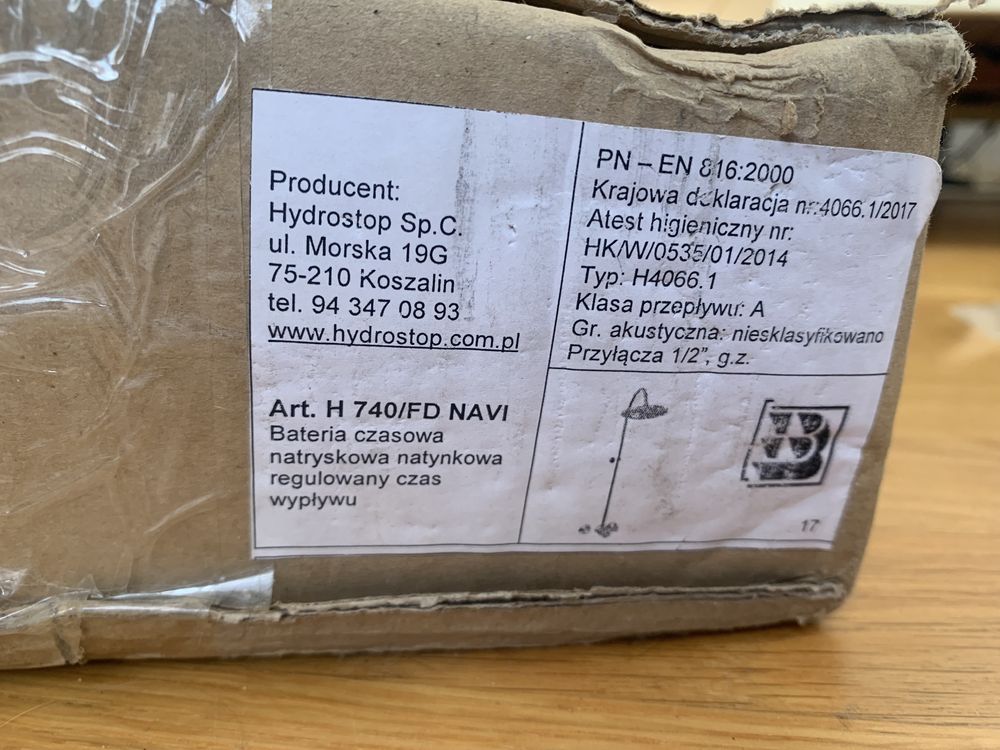 Producent:
Hydrostop Sp.C.
ul. Morska 19G
75-210 Koszalin
tel. 94 347 08 93
www.hydrostop.com.pl
Art. H 740/FD NAVI
Bateria czasowa
natryskowa natynkowa
regulowany czas
wypływu
PN – EN 816:2000
Krajowa deklaracja nr:4066.1/2017
Atest higieniczny nr:
HK/W/0535/01/2014
Typ: H4066.1
Klasa przepływu: A
Gr. akustyczna: niesklasyfikowano
Przyłącza 1/2”, g.z.
B
17